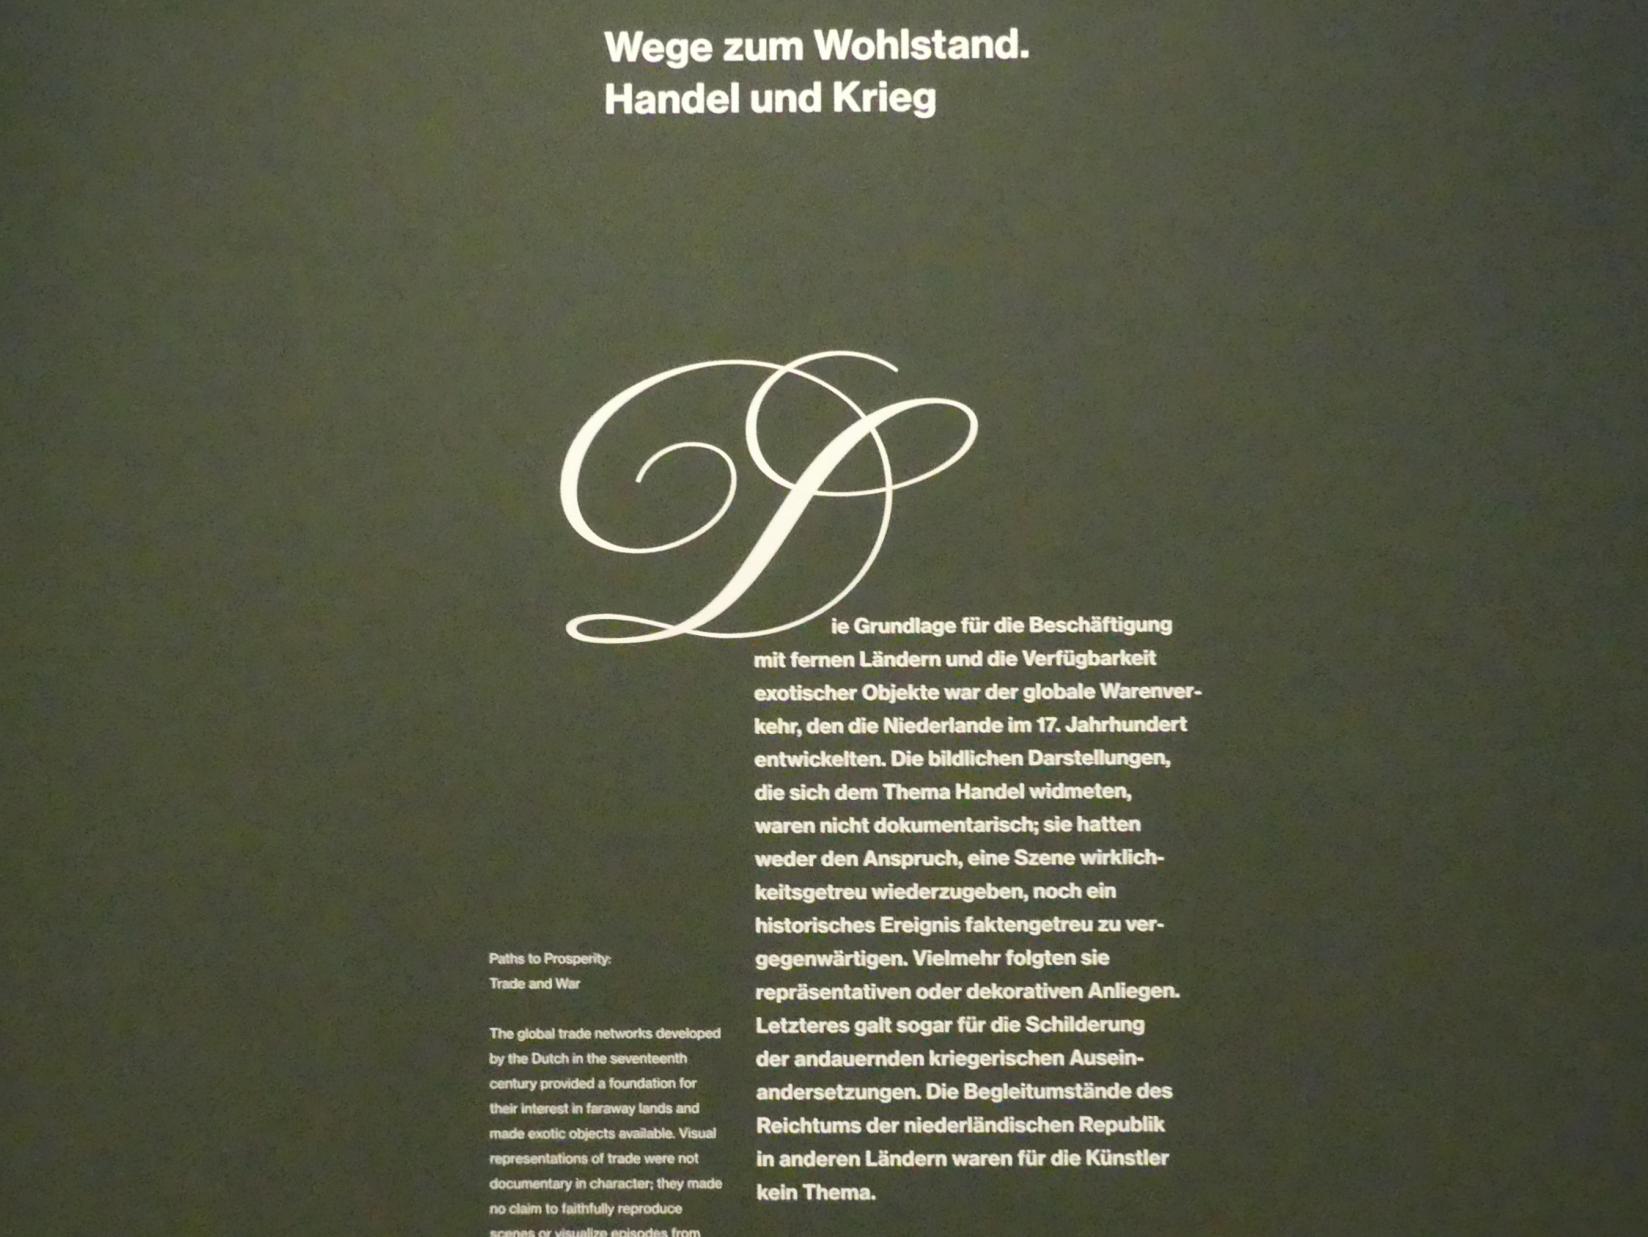 Wege zum Wohlstand.
Handel und Krieg
Die Grundlage für die Beschäftigung
mit fernen Ländern und die Verfügbarkeit
exotischer Objekte war der globale Warenver-
kehr, den die Niederlande im 17. Jahrhundert
entwickelten. Die bildlichen Darstellungen,
die sich dem Thema Handel widmeten,
waren nicht dokumentarisch; sie hatten
weder den Anspruch, eine Szene wirklich-
keitsgetreu wiederzugeben, noch ein
historisches Ereignis faktengetreu zu ver-
gegenwärtigen. Vielmehr folgten sie
repräsentativen oder dekorativen Anliegen.
Letzteres galt sogar für die Schilderung
der andauernden kriegerischen Ausein-
andersetzungen. Die Begleitumstände des
Reichtums der niederländischen Republik
in anderen Ländern waren für die Künstler
kein Thema.
Paths to Prosperity:
Trade and War
The global trade networks developed
by the Dutch in the seventeenth
century provided a foundation for
their interest in faraway lands and
made exotic objects available. Visual
representations of trade were not
documentary in character; they made
no claim to faithfully reproduce
scenes or visualize episodes from